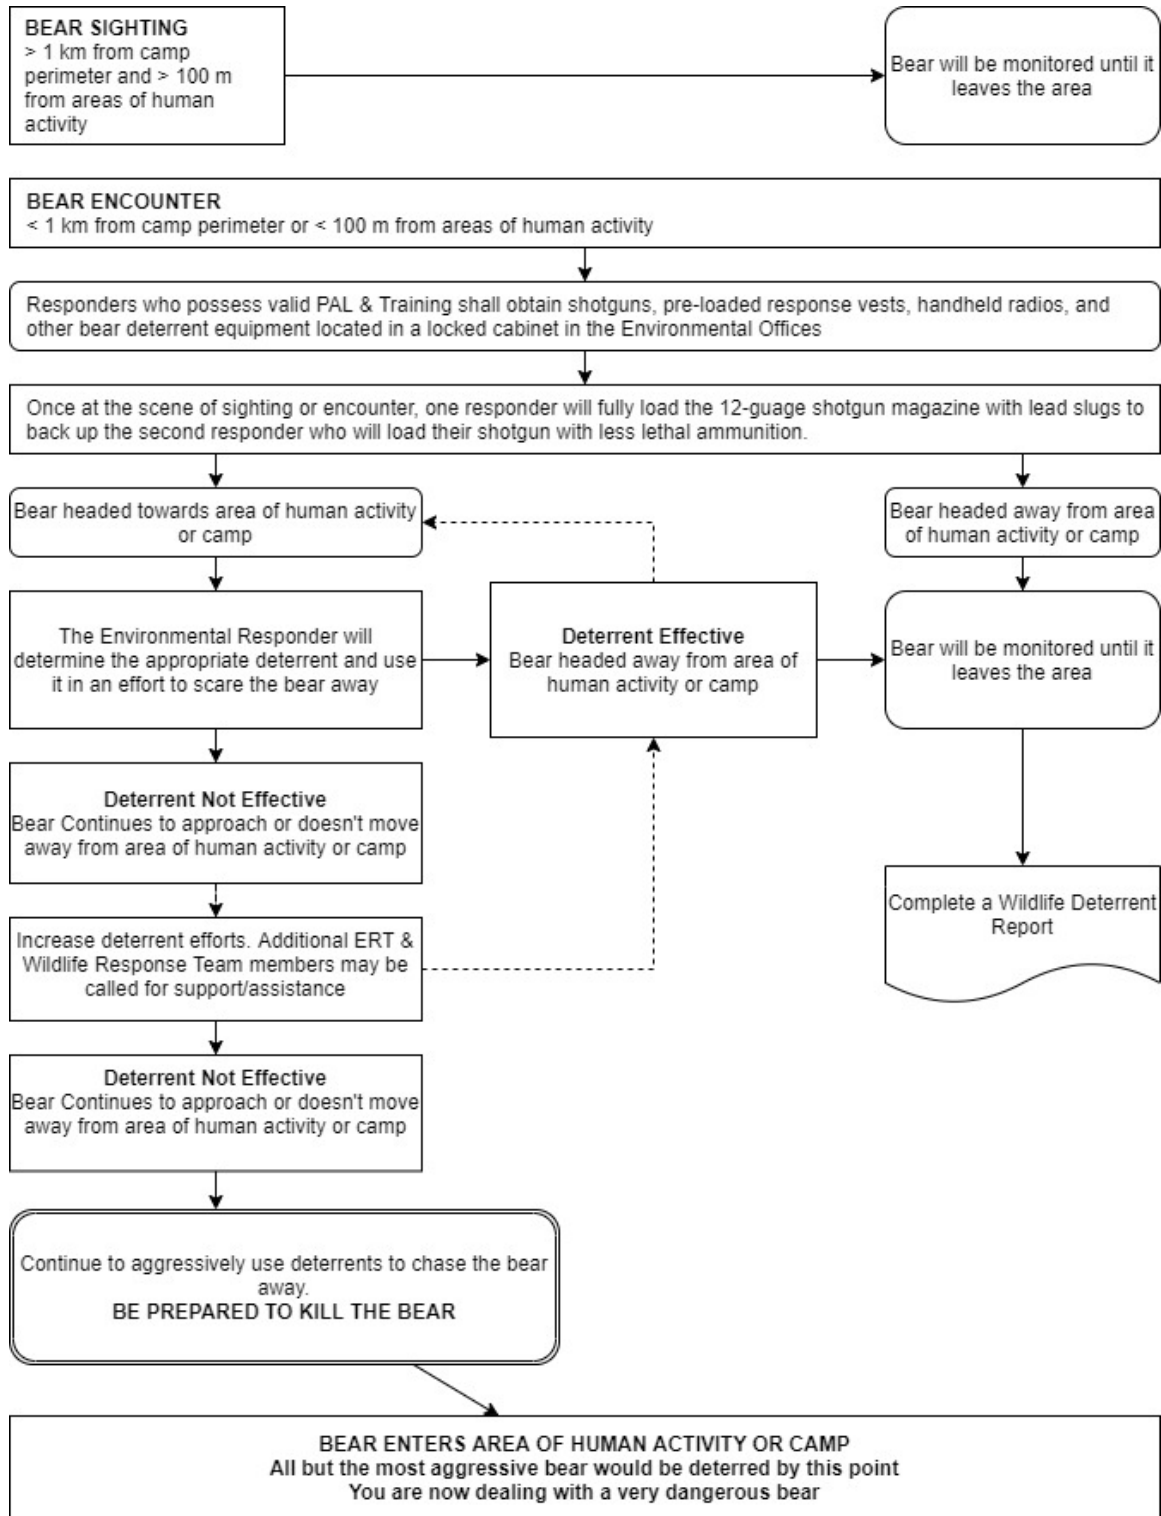 BEAR SIGHTING
> 1 km from camp
perimeter and > 100 m
from areas of human
activity
Bear will be monitored until it
leaves the area
BEAR ENCOUNTER
< 1 km from camp perimeter or < 100 m from areas of human activity
Responders who possess valid PAL & Training shall obtain shotguns, pre-loaded response vests, handheld radios, and
other bear deterrent equipment located in a locked cabinet in the Environmental Offices
Once at the scene of sighting or encounter, one responder will fully load the 12-guage shotgun magazine with lead slugs to
back up the second responder who will load their shotgun with less lethal ammunition.
Bear headed towards area of human activity
or camp
Bear headed away from area
of human activity or camp
The Environmental Responder will
determine the appropriate deterrent and use
it in an effort to scare the bear away
Deterrent Effective
Bear headed away from area of
human activity or camp
Bear will be monitored until it
leaves the area
Deterrent Not Effective
Bear Continues to approach or doesn't move
away from area of human activity or camp
Complete a Wildlife Deterrent
Report
Increase deterrent efforts. Additional ERT &
Wildlife Response Team members may be
called for support/assistance
Deterrent Not Effective
Bear Continues to approach or doesn't move
away from area of human activity or camp
Continue to aggressively use deterrents to chase the bear
away.
BE PREPARED TO KILL THE BEAR
BEAR ENTERS AREA OF HUMAN ACTIVITY OR CAMP
All but the most aggressive bear would be deterred by this point
You are now dealing with a very dangerous bear